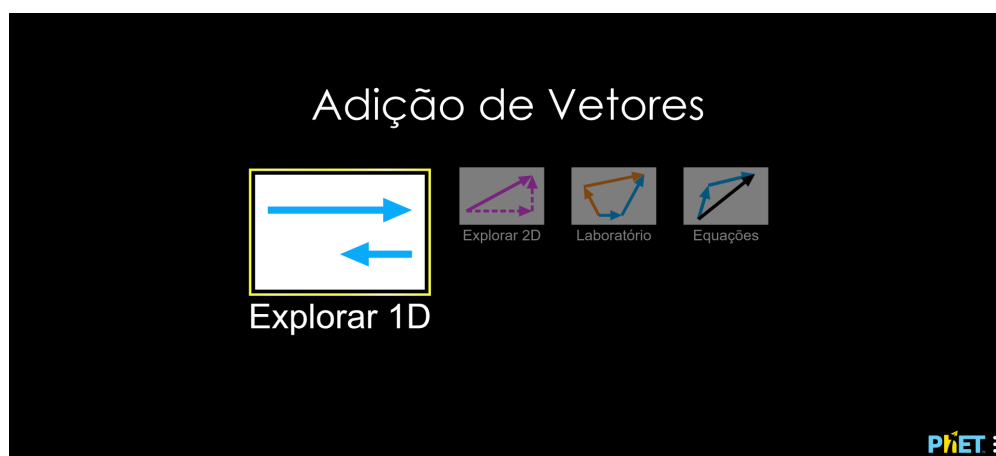 Adição de Vetores
Explorar 1D
Explorar 2D
Laboratório
Equações
PhET